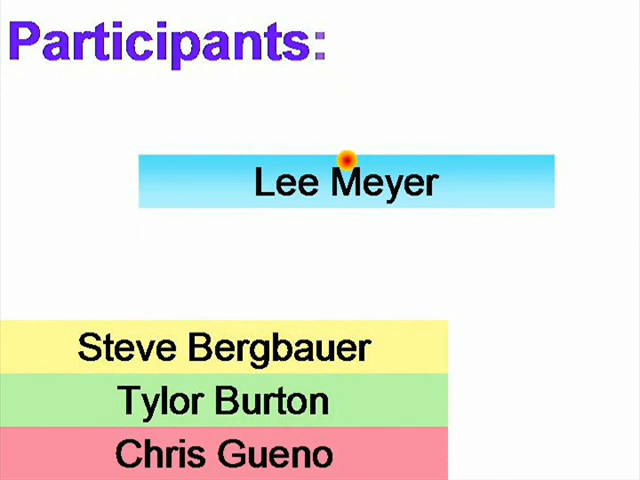 Participants:
Lee Meyer
Steve Bergbauer
Tylor Burton
Chris Gueno